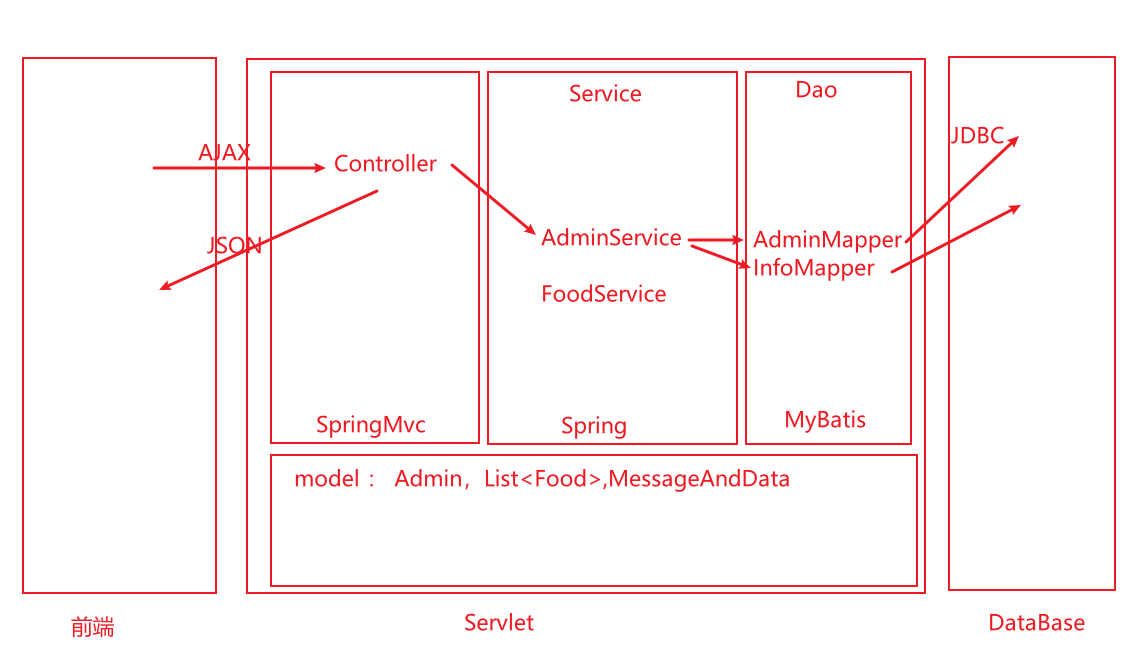 Service
Dao
AJAX
Controller
JDBC
JSON
AdminService
AdminMapper
InfoMapper
FoodService
SpringMvc
Spring
MyBatis
model： Admin，List<Food>,MessageAndData
前端
Servlet
DataBase